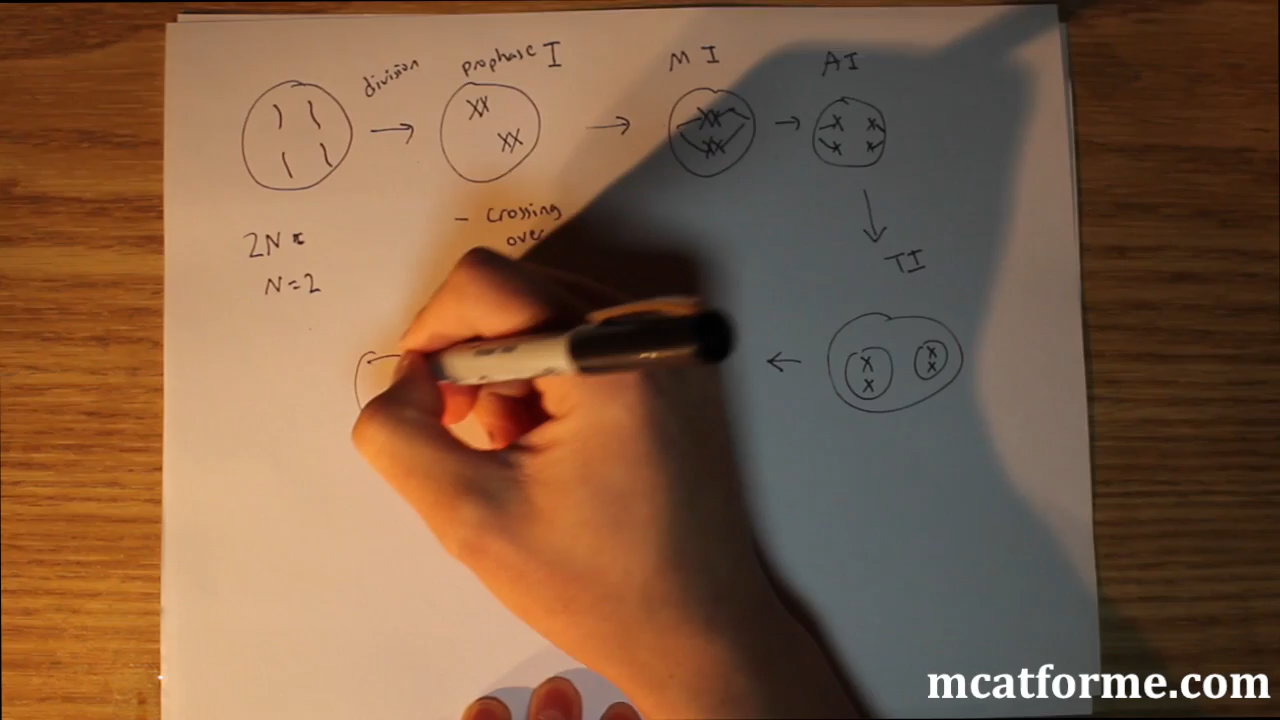 division
prophase I
M I
A I
- Crossing
over
2N =
N = 2
T I
mcatforme.com